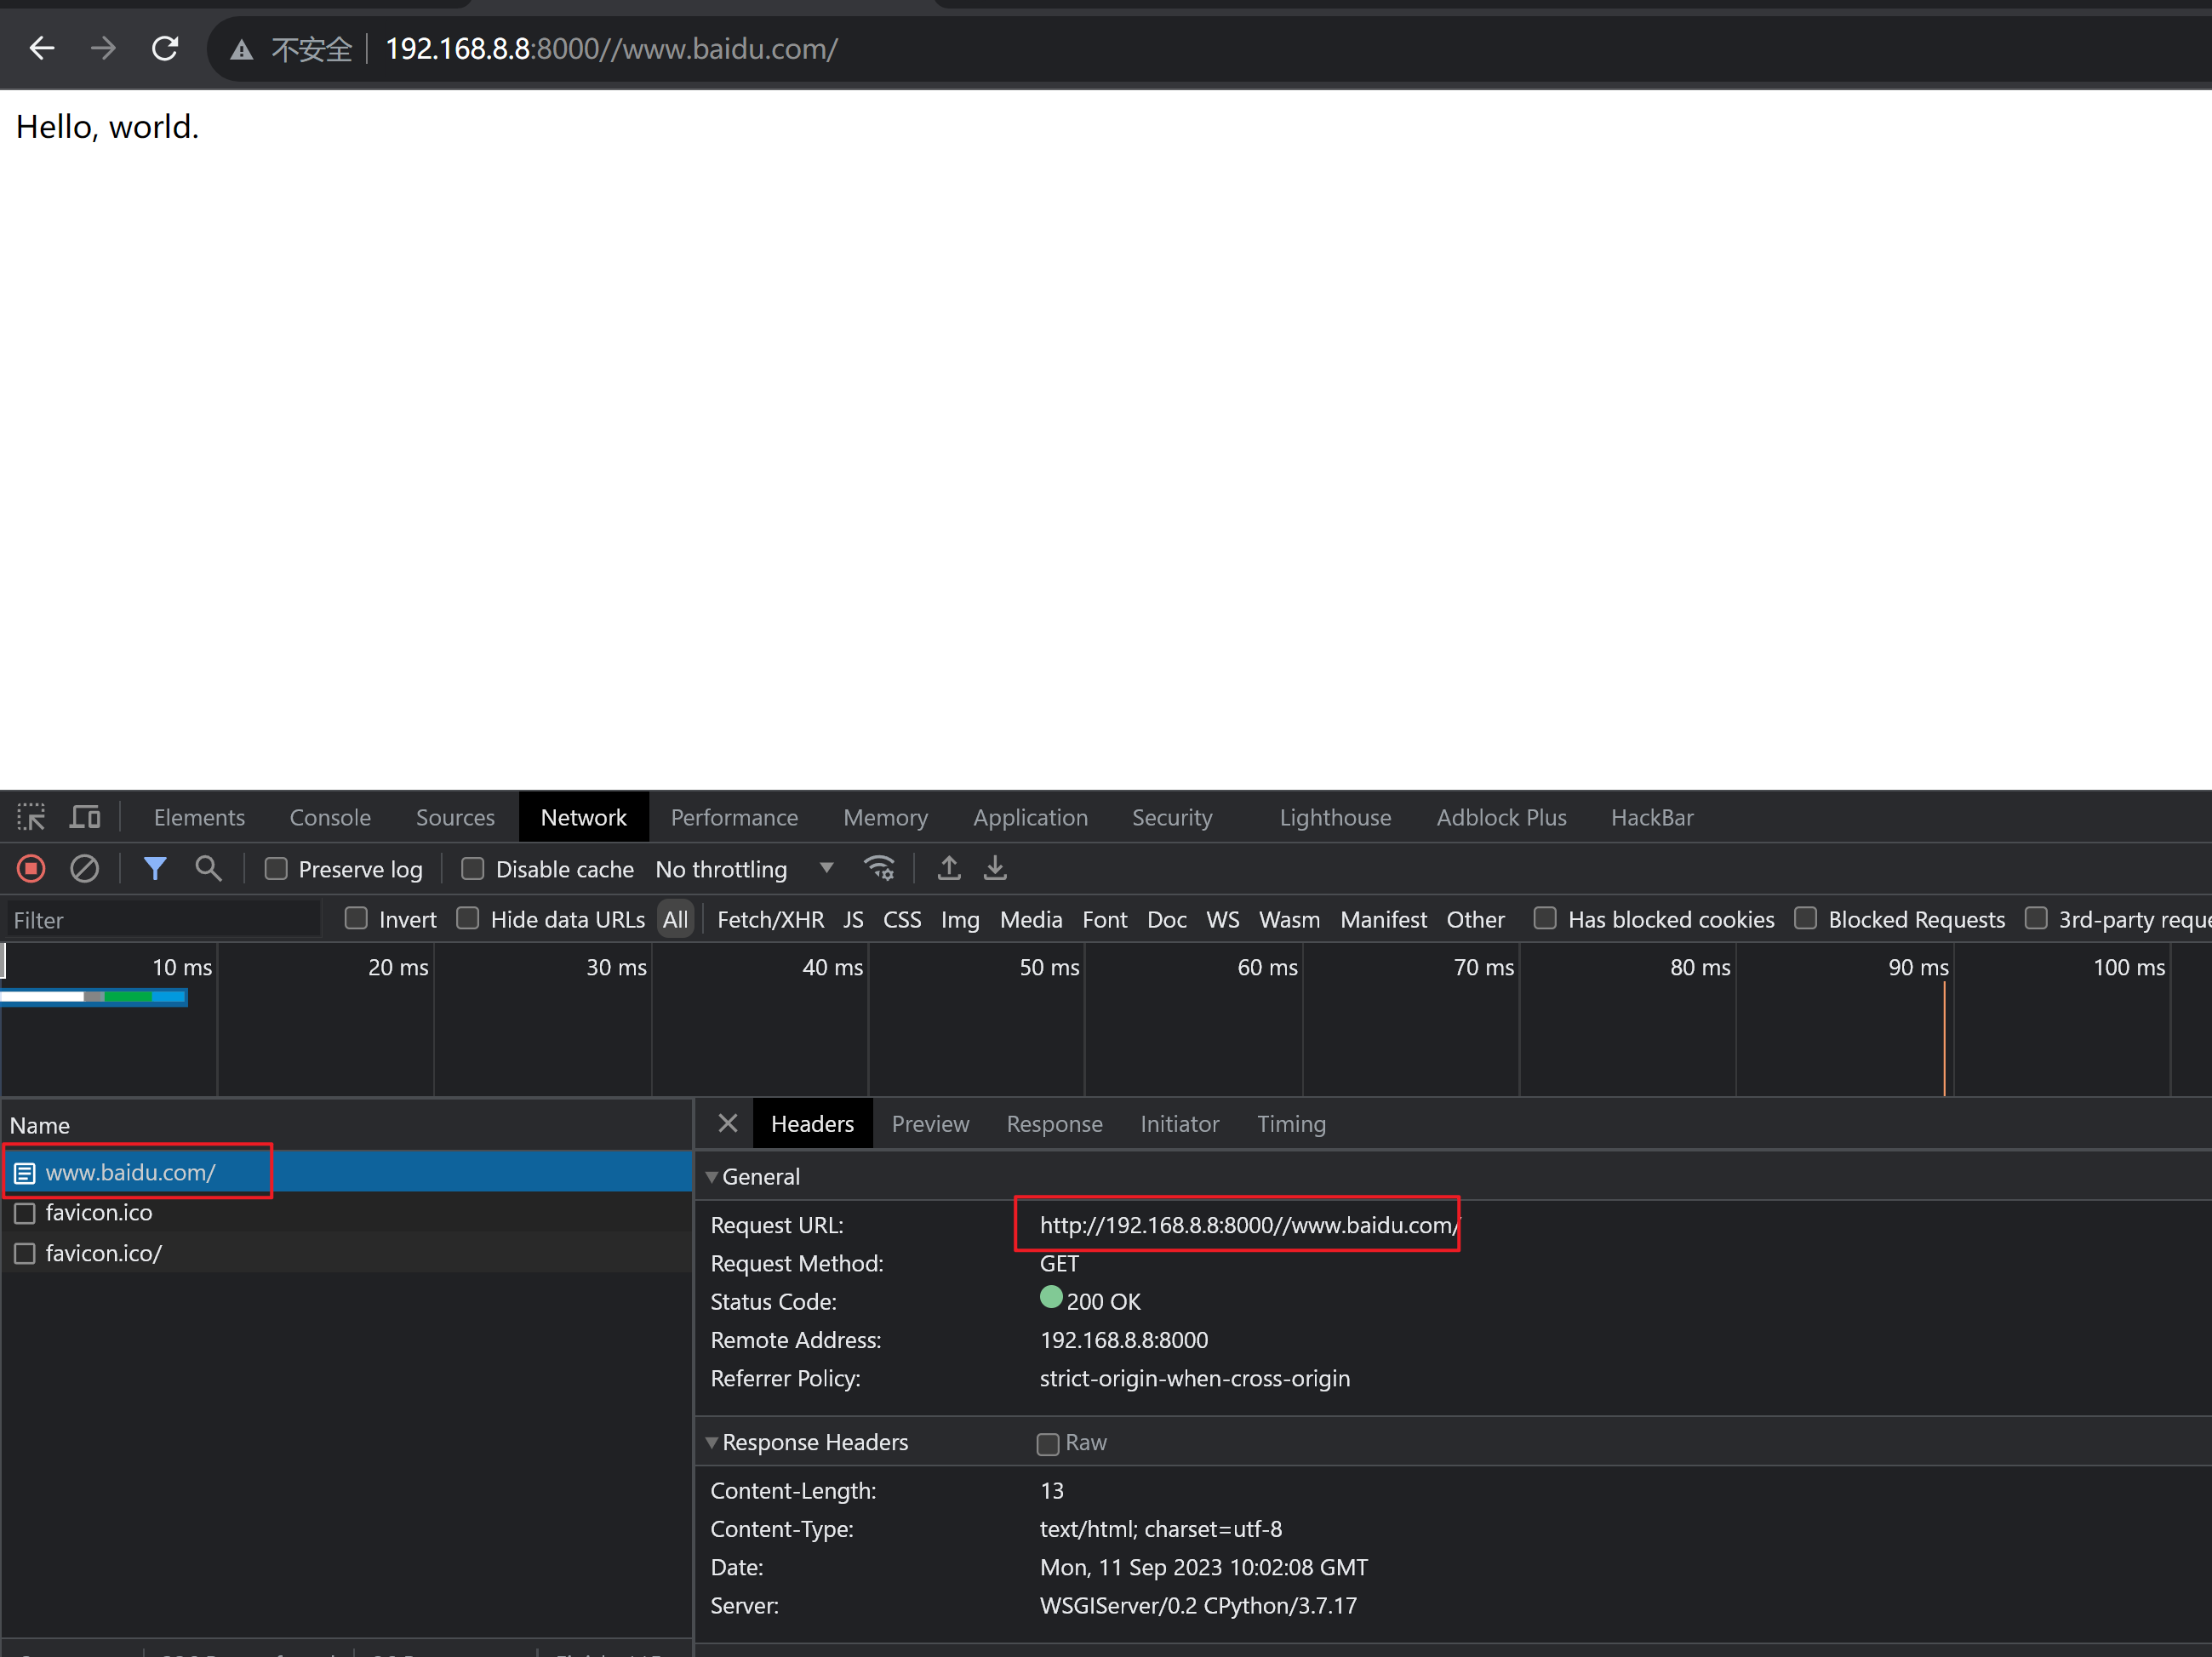 不安全 192.168.8.8:8000//www.baidu.com/
Hello, world.
Elements Console Sources Network Performance Memory Application Security Lighthouse Adblock Plus HackBar
Preserve log Disable cache No throttling
Filter Invert Hide data URLs All Fetch/XHR JS CSS Img Media Font Doc WS Wasm Manifest Other Has blocked cookies Blocked Requests 3rd-party
10 ms 20 ms 30 ms 40 ms 50 ms 60 ms 70 ms 80 ms 90 ms 100 ms
Name
www.baidu.com/
favicon.ico
favicon.ico/
Headers Preview Response Initiator Timing
General
Request URL: http://192.168.8.8:8000//www.baidu.com/
Request Method: GET
Status Code: 200 OK
Remote Address: 192.168.8.8:8000
Referrer Policy: strict-origin-when-cross-origin
Response Headers Raw
Content-Length: 13
Content-Type: text/html; charset=utf-8
Date: Mon, 11 Sep 2023 10:02:08 GMT
Server: WSGIServer/0.2 CPython/3.7.17